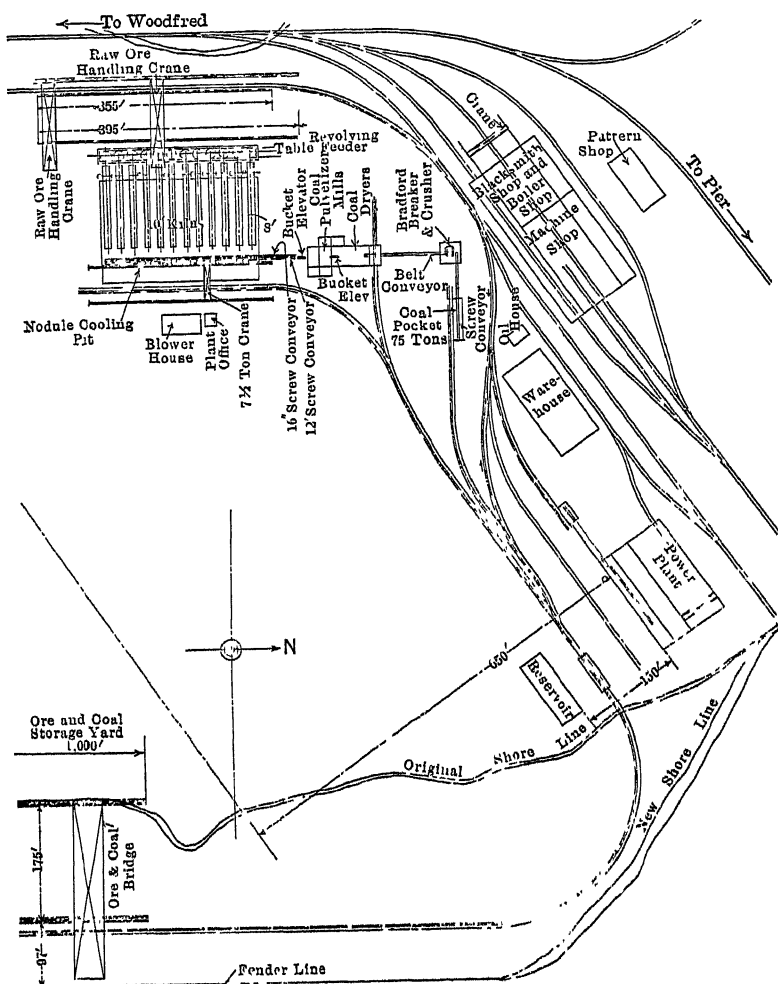 To Woodfred
Raw Ore
Handling Crane
355'
395'
Revolving
Table Feeder
Raw Ore
Handling
Crane
8'
Bucket
Elevator
Coal
Pulverizer
Mills
Coal
Dryers
Bradford
Breaker
& Crusher
Crane
Blacksmith
Shop and
Boiler
Shop
Machine
Shop
Pattern
Shop
To Pier
Nodule Cooling
Pit
Blower
House
Plant
Office
7½ Ton Crane
16" Screw Conveyor
12' Screw Conveyor
Bucket
Elev
Belt
Conveyor
Coal
Pocket
75 Tons
Screw
Conveyor
Oil
House
Ware-
house
Power
Plant
N
650'
150'
Reservoir
Ore and Coal
Storage Yard
1,000'
Original Shore Line
New Shore Line
175'
Ore & Coal
Bridge
97'
Fender Line